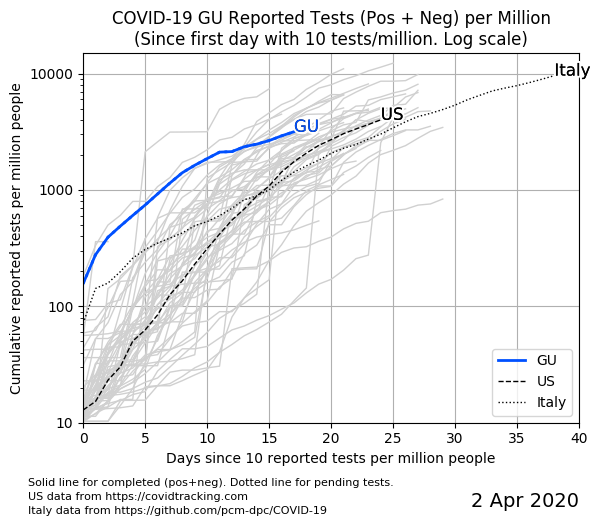 COVID-19 GU Reported Tests (Pos + Neg) per Million
(Since first day with 10 tests/million. Log scale)
Cumulative reported tests per million people
10000
1000
100
10
Italy
US
GU
GU
US
Italy
0 5 10 15 20 25 30 35 40
Days since 10 reported tests per million people
Solid line for completed (pos+neg). Dotted line for pending tests.
US data from https://covidtracking.com
Italy data from https://github.com/pcm-dpc/COVID-19
2 Apr 2020